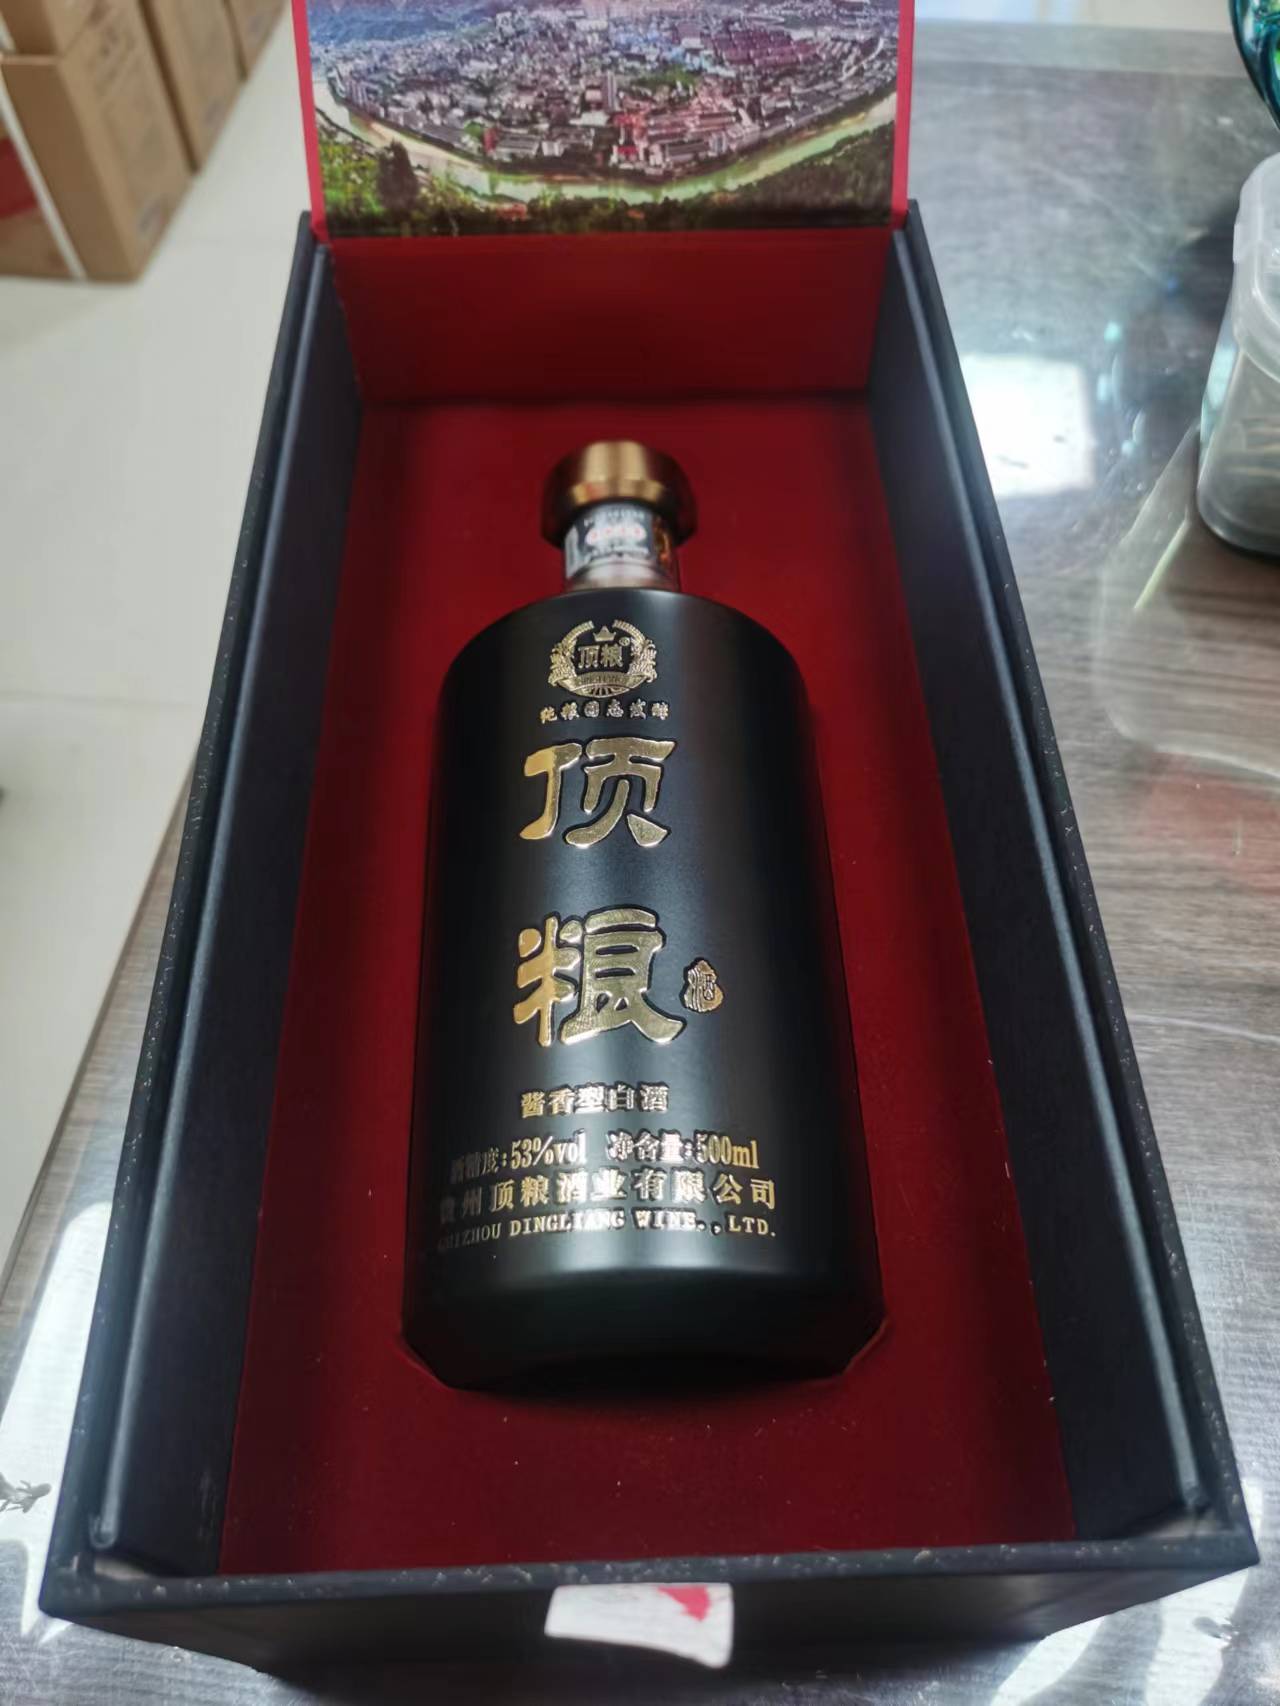 顶粮®
DINGLIANG
纯粮固态发酵
顶
粮
酒
酱香型白酒
酒精度:53%vol 净含量:500ml
贵州顶粮酒业有限公司
GUIZHOU DINGLIANG WINE.,LTD.